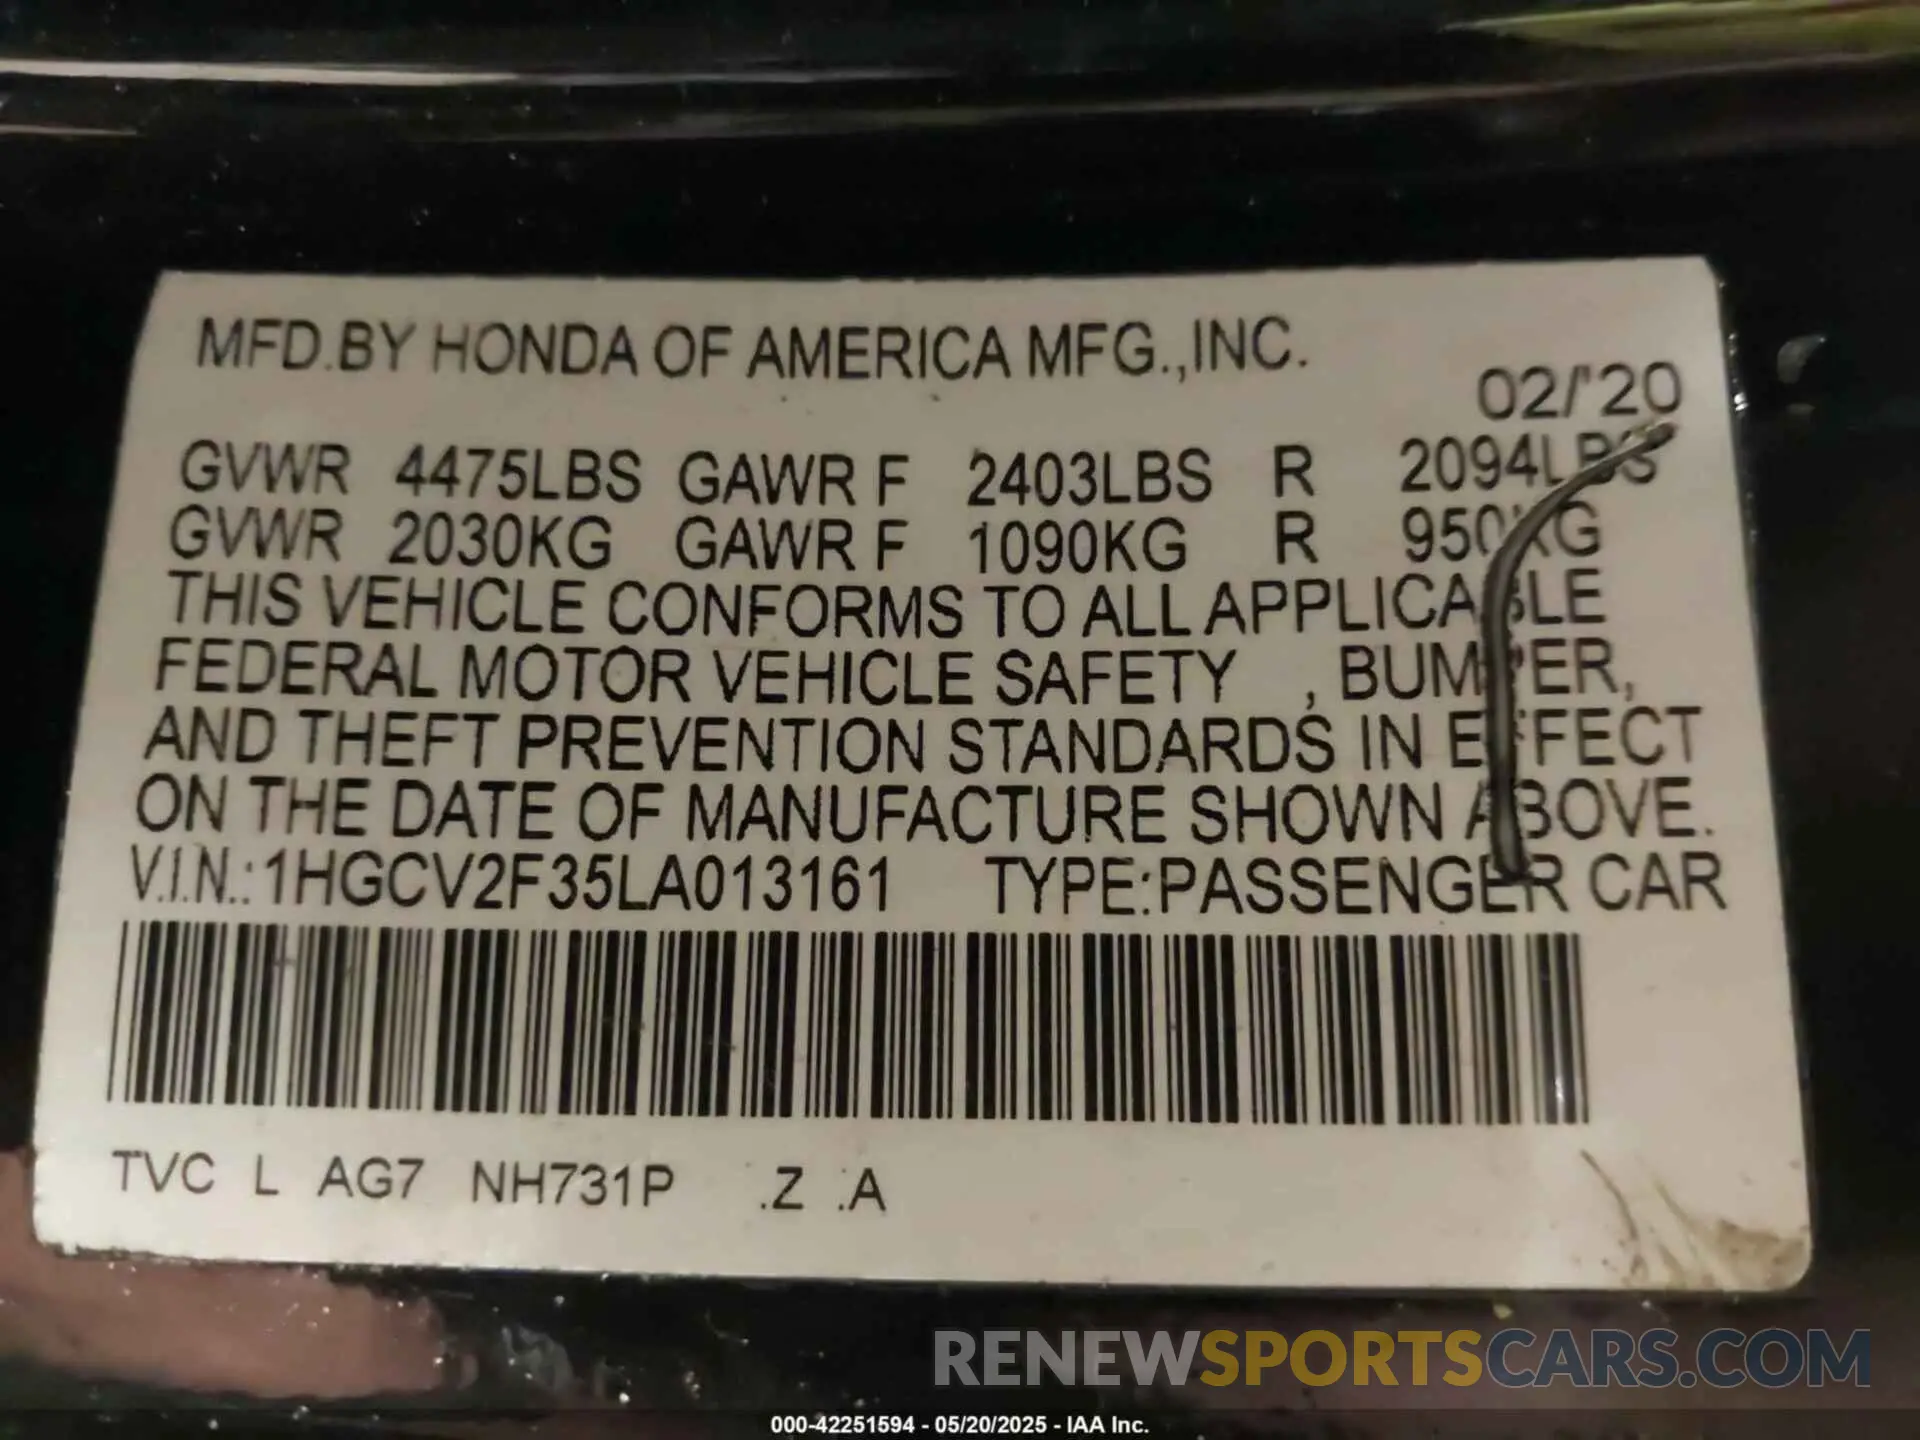 MFD.BY HONDA OF AMERICA MFG.,INC.
02/'20
GVWR 4475LBS GAWR F 2403LBS R 2094LBS
GVWR 2030KG GAWR F 1090KG R 950KG
THIS VEHICLE CONFORMS TO ALL APPLICABLE
FEDERAL MOTOR VEHICLE SAFETY , BUMPER,
AND THEFT PREVENTION STANDARDS IN EFFECT
ON THE DATE OF MANUFACTURE SHOWN ABOVE.
V.I.N.:1HGCV2F35LA013161 TYPE:PASSENGER CAR
TVC L AG7 NH731P .Z .A
RENEWSPORTSCARS.COM
000-42251594 - 05/20/2025 - IAA Inc.